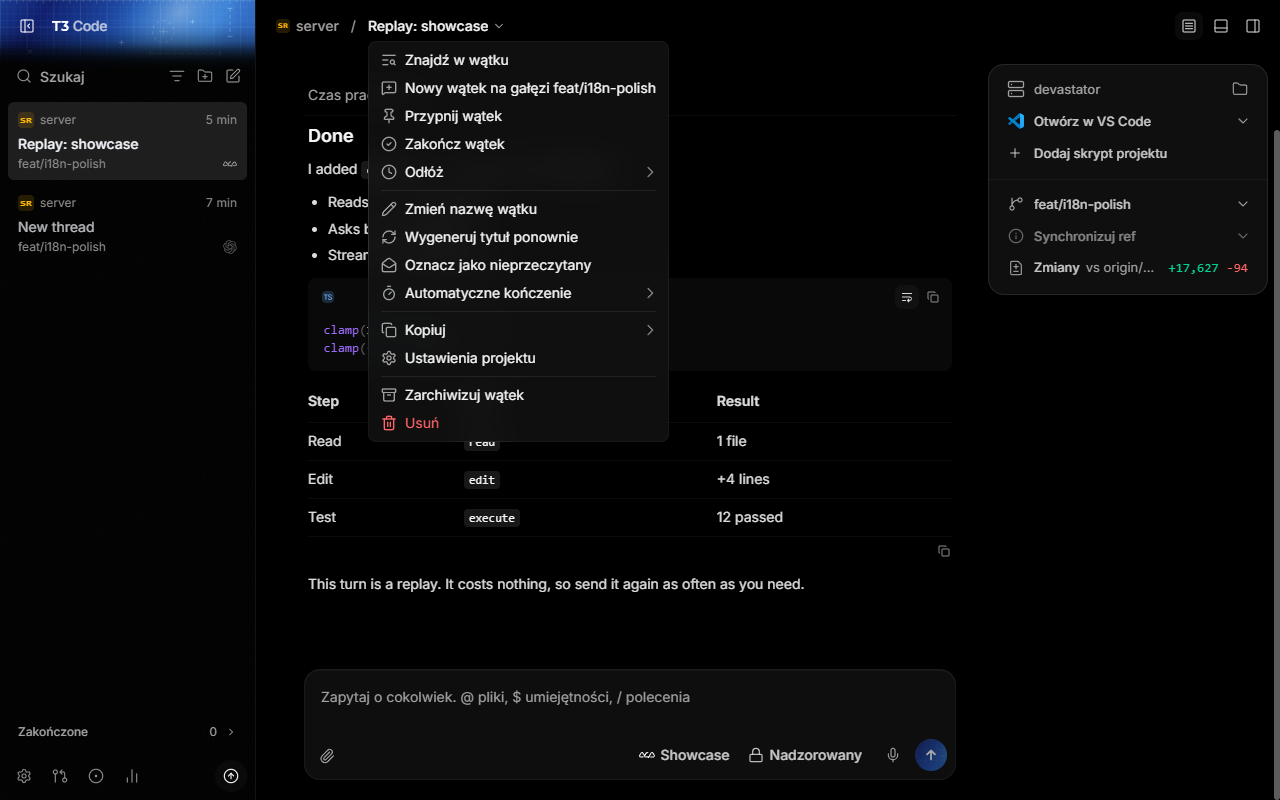 T3 Code
Szukaj
SR server 5 min
Replay: showcase
feat/i18n-polish
SR server 7 min
New thread
feat/i18n-polish
Zakończone 0
SR server / Replay: showcase
Znajdź w wątku
Nowy wątek na gałęzi feat/i18n-polish
Przypnij wątek
Zakończ wątek
Odłóż
Zmień nazwę wątku
Wygeneruj tytuł ponownie
Oznacz jako nieprzeczytany
Automatyczne kończenie
Kopiuj
Ustawienia projektu
Zarchiwizuj wątek
Usuń
Czas
Done
I added
Reads
Asks
TS
clamp(
clamp(
Step Result
Read read 1 file
Edit edit +4 lines
Test execute 12 passed
This turn is a replay. It costs nothing, so send it again as often as you need.
Zapytaj o cokolwiek. @ pliki, $ umiejętności, / polecenia
Showcase Nadzorowany
devastator
Otwórz w VS Code
Dodaj skrypt projektu
feat/i18n-polish
Synchronizuj ref
Zmiany vs origin/... +17,627 -94